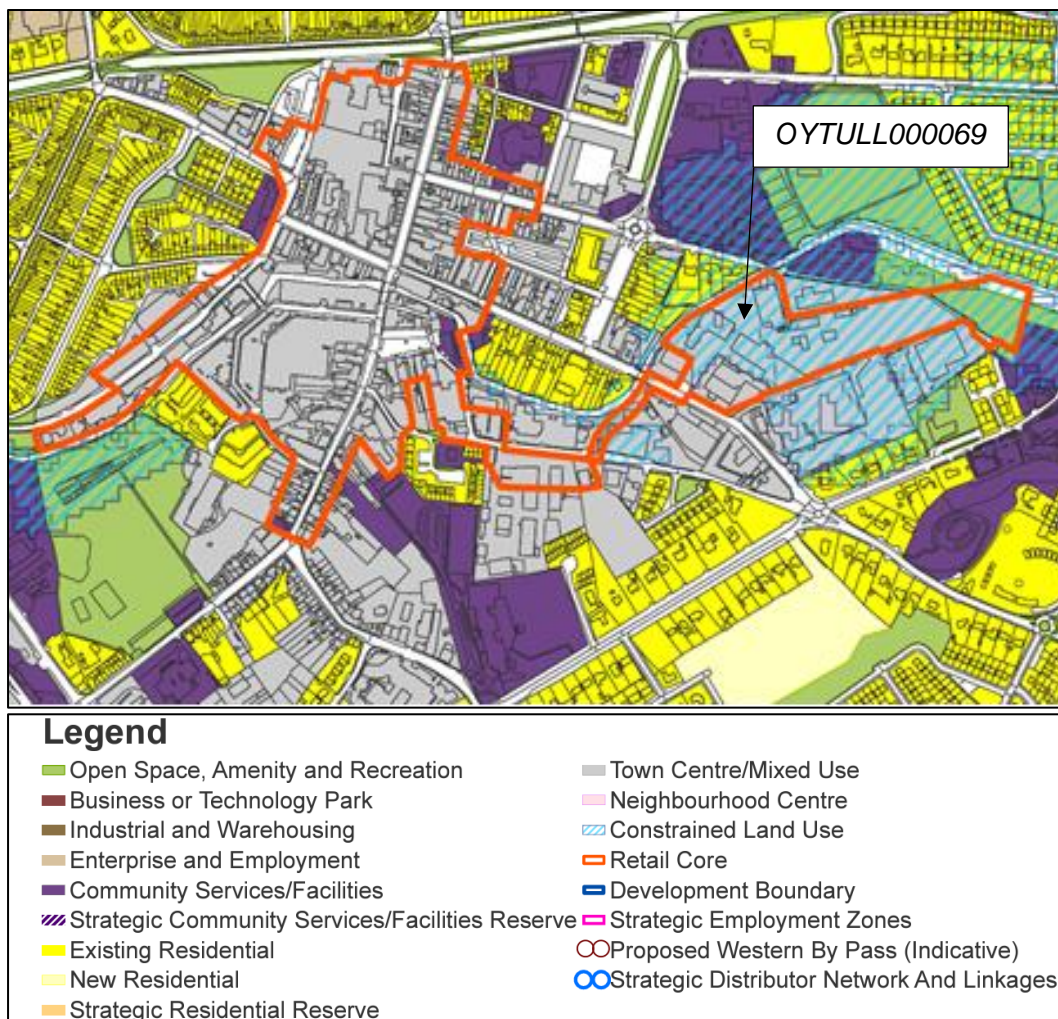 OYTULL000069
Legend
Open Space, Amenity and Recreation
Business or Technology Park
Industrial and Warehousing
Enterprise and Employment
Community Services/Facilities
Strategic Community Services/Facilities Reserve
Existing Residential
New Residential
Strategic Residential Reserve
Town Centre/Mixed Use
Neighbourhood Centre
Constrained Land Use
Retail Core
Development Boundary
Strategic Employment Zones
Proposed Western By Pass (Indicative)
Strategic Distributor Network And Linkages